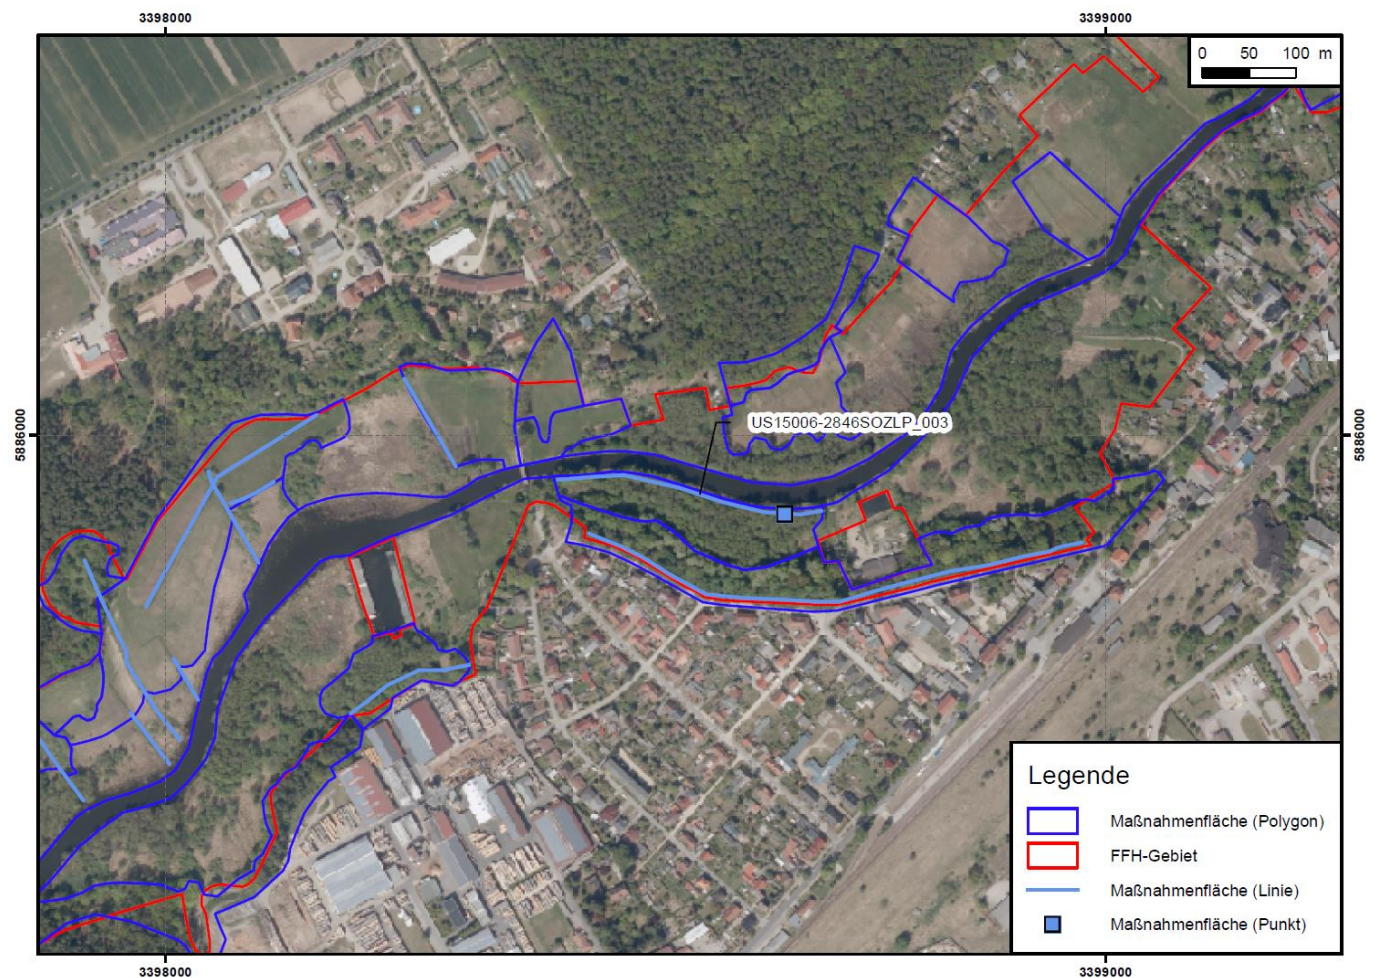 3398000
3399000
0 50 100 m
5886000
US15006-2846SOZLP_003
5886000
Legende
Maßnahmenfläche (Polygon)
FFH-Gebiet
Maßnahmenfläche (Linie)
Maßnahmenfläche (Punkt)
3398000
3399000